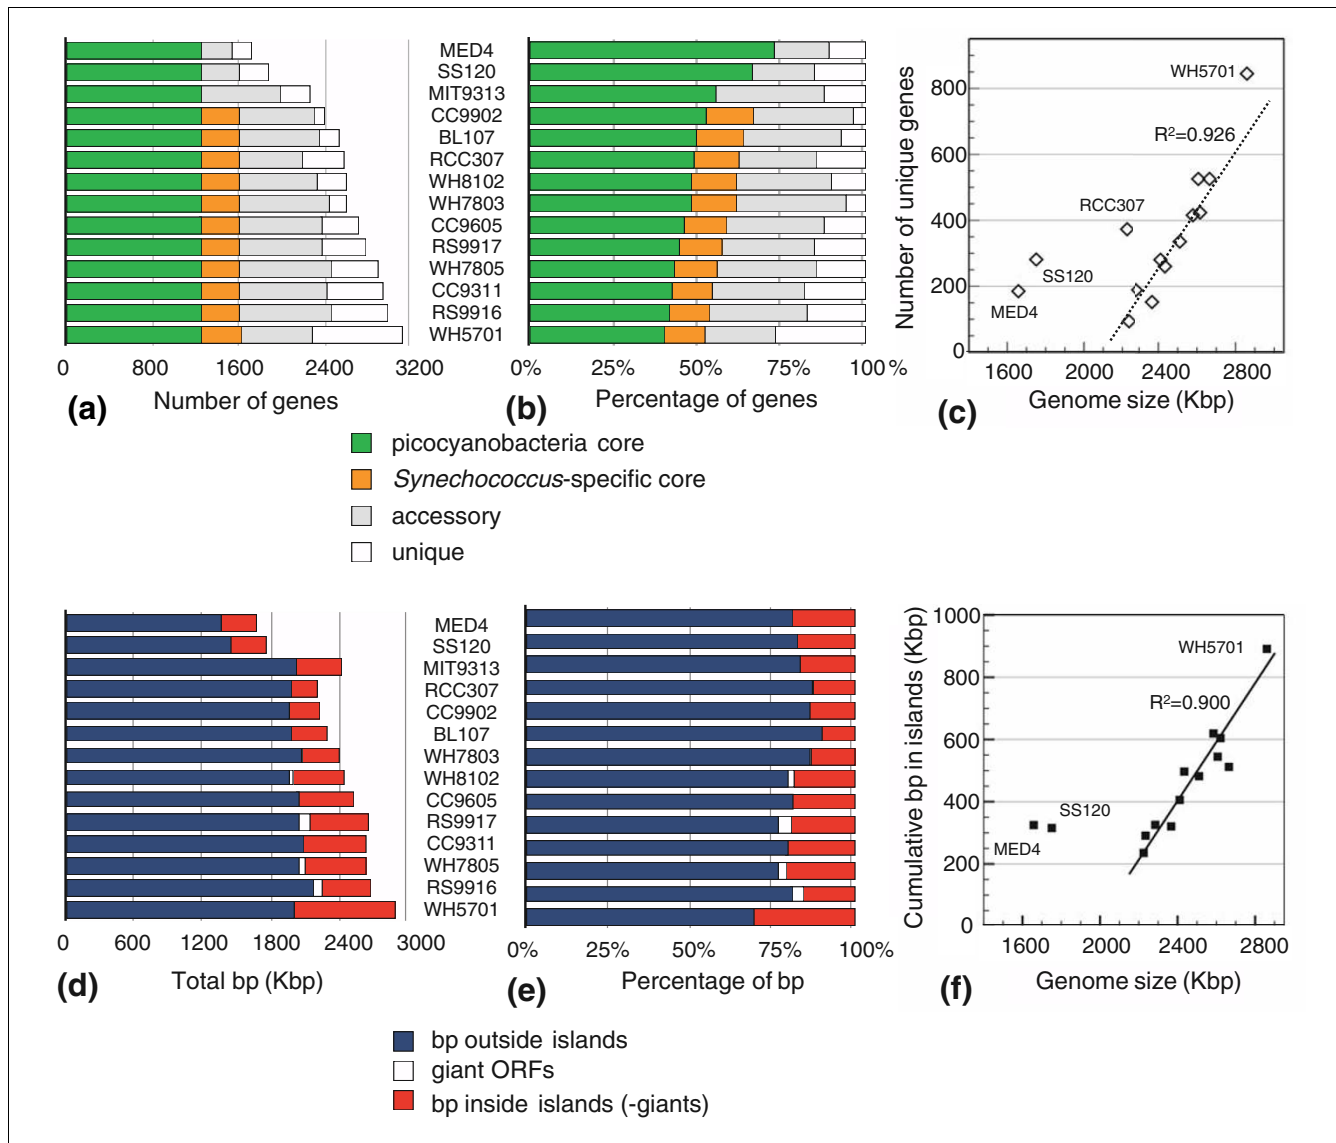 MED4
SS120
MIT9313
CC9902
BL107
RCC307
WH8102
WH7803
CC9605
RS9917
WH7805
CC9311
RS9916
WH5701
0 800 1600 2400 3200
Number of genes
(a)
0% 25% 50% 75% 100%
Percentage of genes
(b)
Number of unique genes
800
600
400
200
0
WH5701
R²=0.926
RCC307
SS120
MED4
1600 2000 2400 2800
Genome size (Kbp)
(c)
picocyanobacteria core
Synechococcus-specific core
accessory
unique
MED4
SS120
MIT9313
RCC307
CC9902
BL107
WH7803
WH8102
CC9605
RS9917
CC9311
WH7805
RS9916
WH5701
0 600 1200 1800 2400 3000
Total bp (Kbp)
(d)
0% 25% 50% 75% 100%
Percentage of bp
(e)
Cumulative bp in islands (Kbp)
1000
800
600
400
200
0
WH5701
R²=0.900
SS120
MED4
1600 2000 2400 2800
Genome size (Kbp)
(f)
bp outside islands
giant ORFs
bp inside islands (-giants)